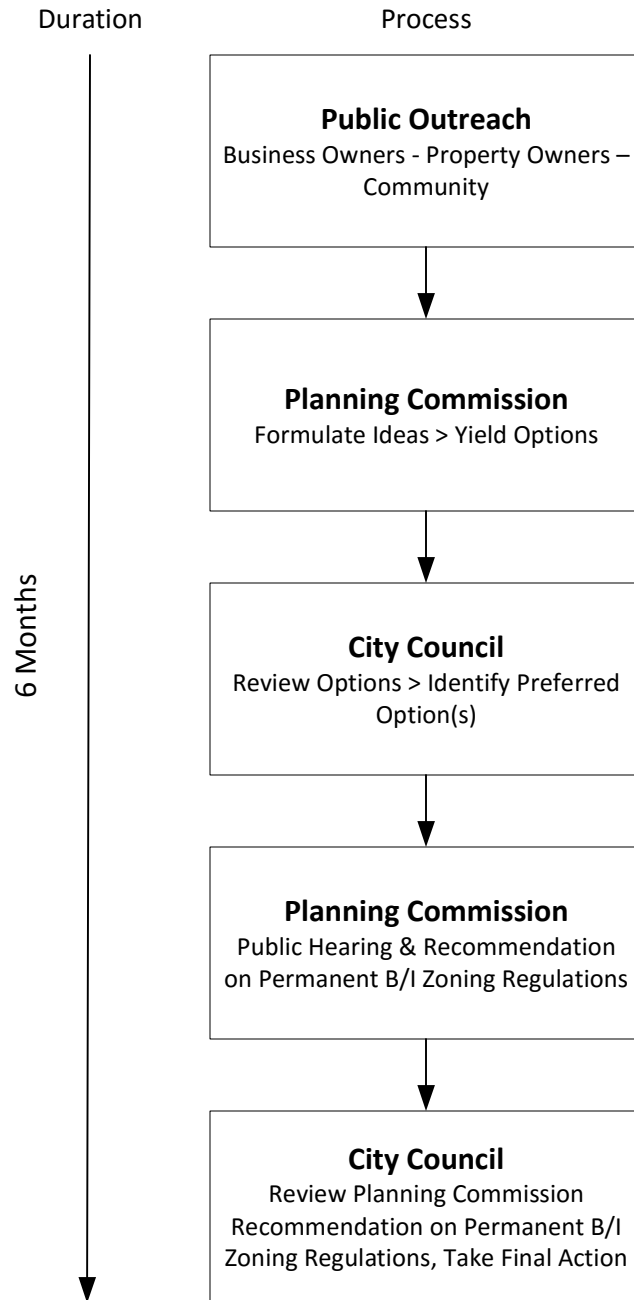 Duration
Process
Public Outreach
Business Owners - Property Owners –
Community
Planning Commission
Formulate Ideas > Yield Options
6 Months
City Council
Review Options > Identify Preferred
Option(s)
Planning Commission
Public Hearing & Recommendation
on Permanent B/I Zoning Regulations
City Council
Review Planning Commission
Recommendation on Permanent B/I
Zoning Regulations, Take Final Action